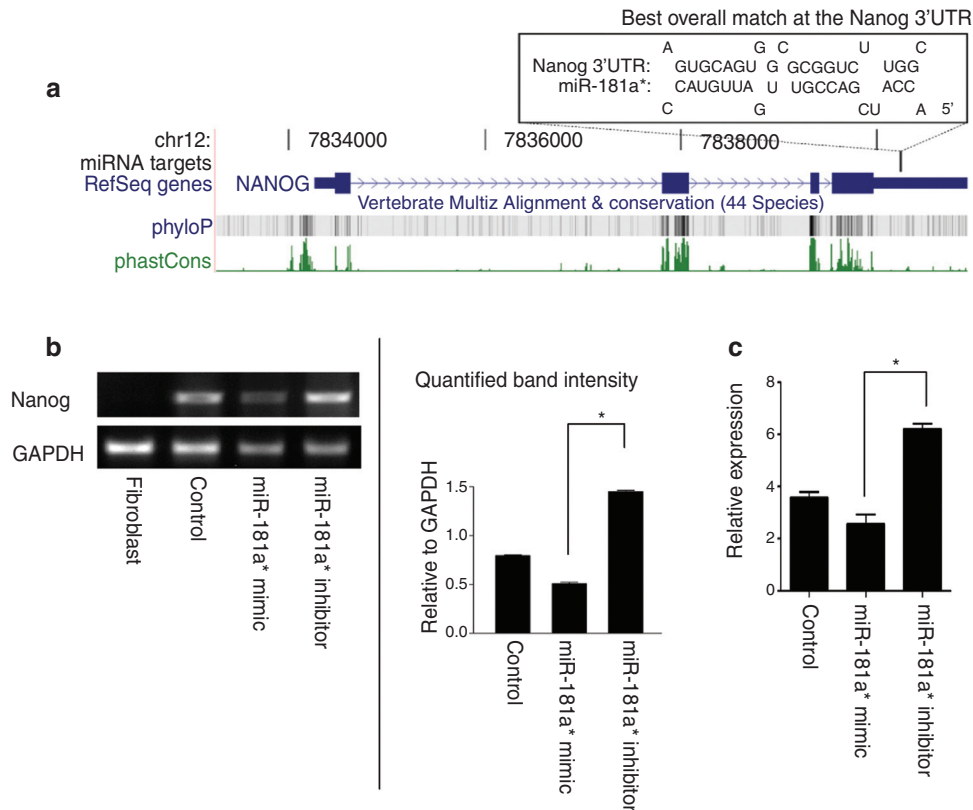 Best overall match at the Nanog 3'UTR
A G C U C
Nanog 3'UTR: GUGCAGU G GCGGUC UGG
miR-181a*: CAUGUUA U UGCCAG ACC
C G CU A 5'
a
chr12: 7834000 7836000 7838000
miRNA targets
RefSeq genes NANOG
Vertebrate Multiz Alignment & conservation (44 Species)
phyloP
phastCons
b
Nanog
GAPDH
Fibroblast
Control
miR-181a* mimic
miR-181a* inhibitor
Quantified band intensity
*
Relative to GAPDH
1.5
1.0
0.5
0.0
Control
miR-181a* mimic
miR-181a* inhibitor
c
*
Relative expression
8
6
4
2
0
Control
miR-181a* mimic
miR-181a* inhibitor